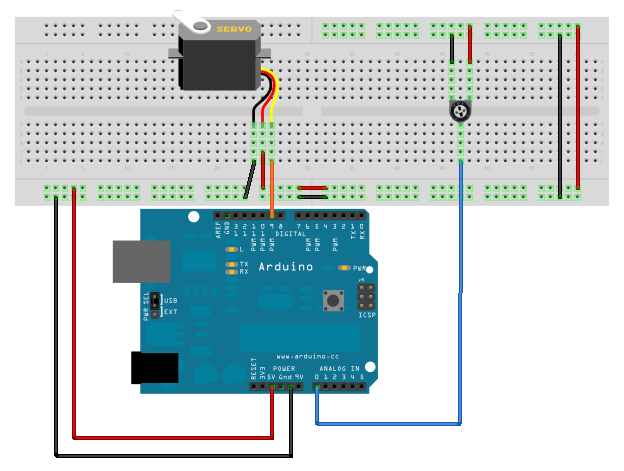 SERVO
AREF GND 13 12 11 10 9 8 7 6 5 4 3 2 1 0
DIGITAL
PWM PWM PWM PWM PWM PWM TX RX
L
TX
RX
Arduino
PWR
PWR SEL
USB
EXT
ICSP
www.arduino.cc
POWER ANALOG IN
RESET 3V3 5V Gnd 9V 0 1 2 3 4 5